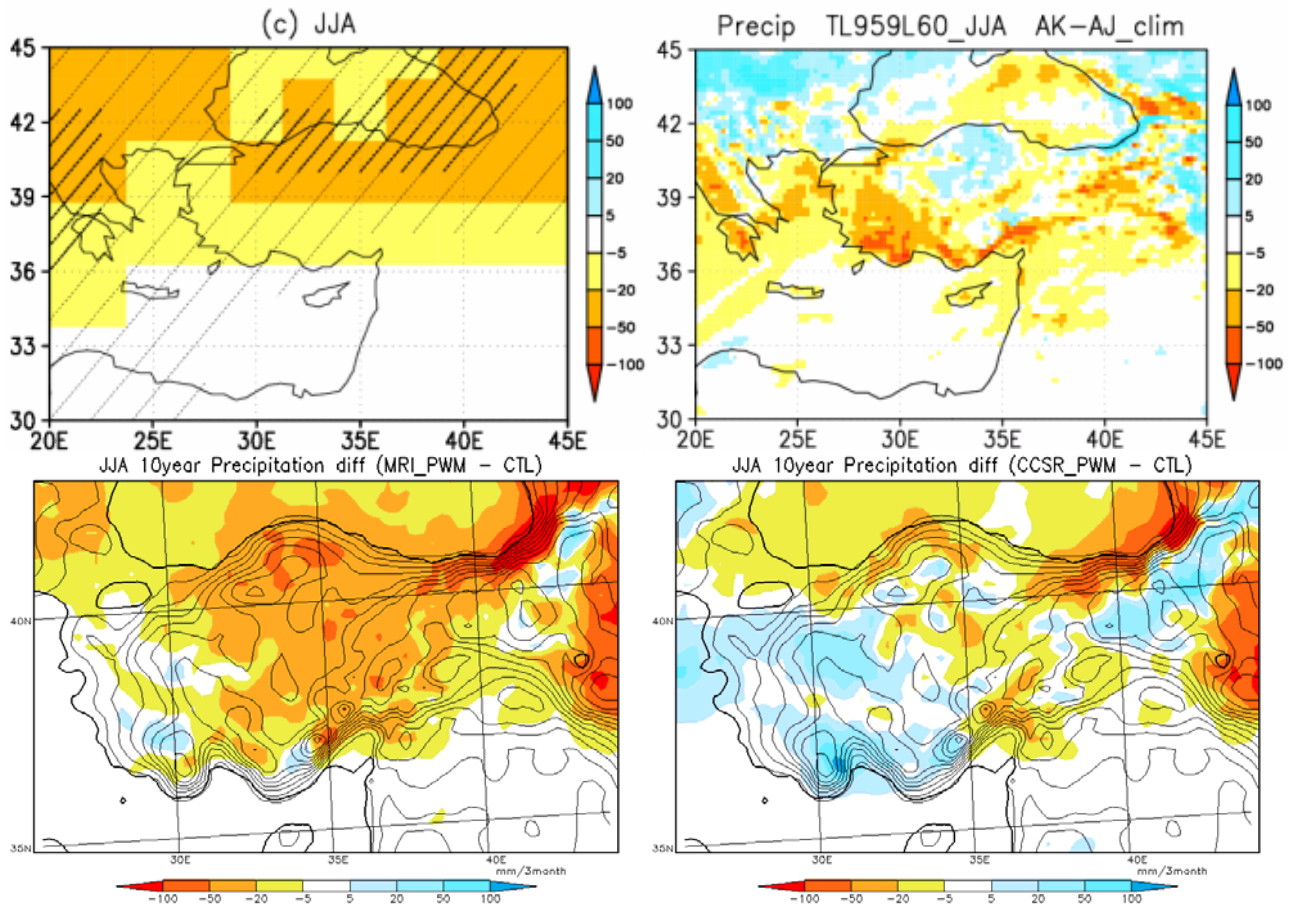 (c) JJA
45
42
39
36
33
30
20E 25E 30E 35E 40E 45E
100
50
20
5
−5
−20
−50
−100
Precip TL959L60_JJA AK−AJ_clim
45
42
39
36
33
30
20E 25E 30E 35E 40E 45E
100
50
20
5
−5
−20
−50
−100
JJA 10year Precipitation diff (MRI_PWM − CTL)
40N
35N
30E 35E 40E
mm/3month
−100 −50 −20 −5 5 20 50 100
JJA 10year Precipitation diff (CCSR_PWM − CTL)
40N
35N
30E 35E 40E
mm/3month
−100 −50 −20 −5 5 20 50 100